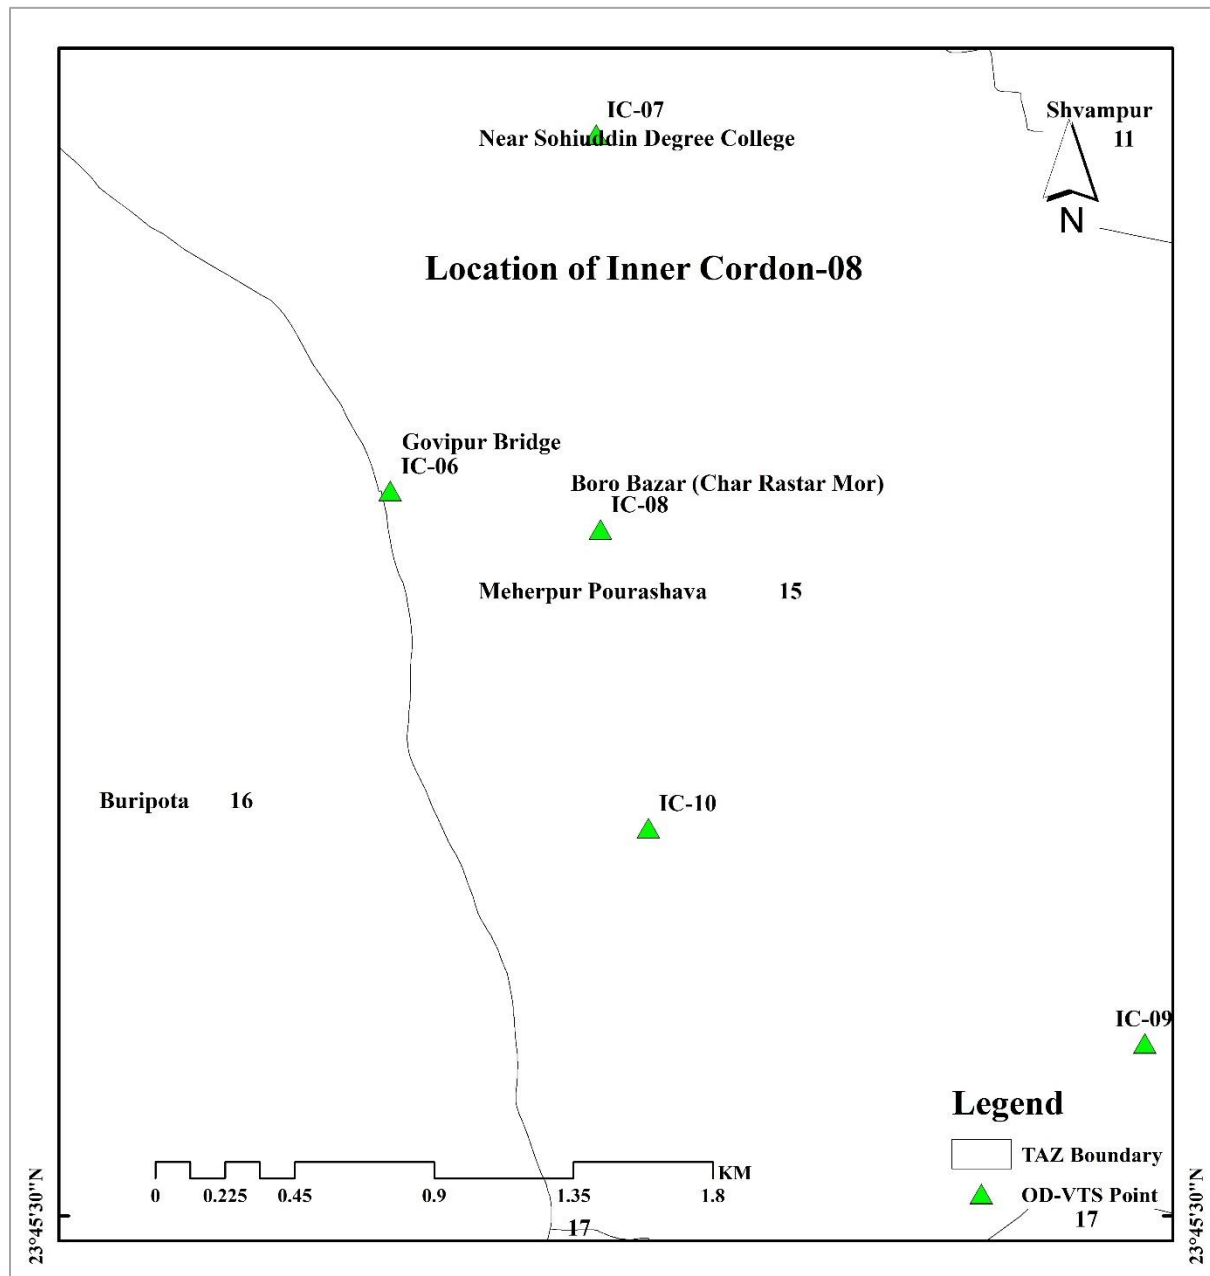 IC-07
Shvampur
Near Sohiuddin Degree College
11
N
Location of Inner Cordon-08
Govipur Bridge
IC-06
Boro Bazar (Char Rastar Mor)
IC-08
Meherpur Pourashava 15
Buripota 16
IC-10
IC-09
Legend
TAZ Boundary
OD-VTS Point
KM
0 0.225 0.45 0.9 1.35 1.8
17
17
23°45'30"N
23°45'30"N